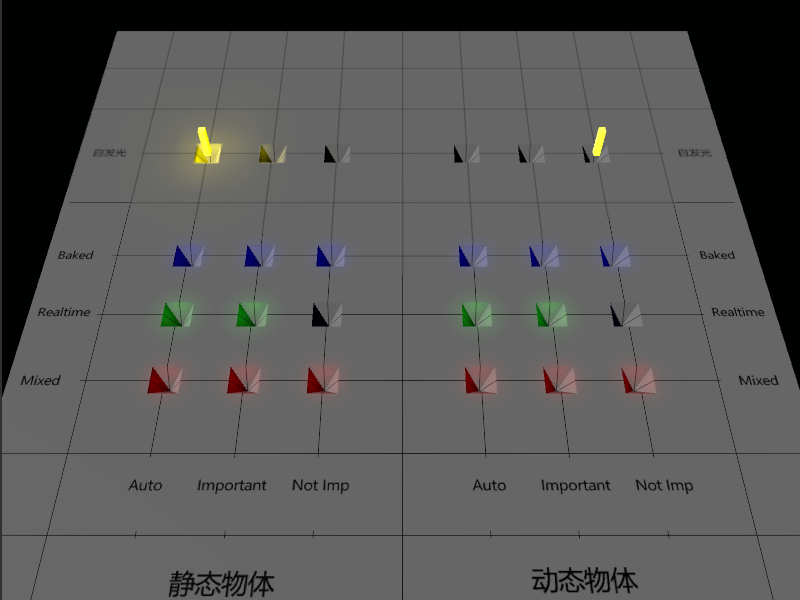 自发光 自发光
Baked Baked
Realtime Realtime
Mixed Mixed
Auto Important Not Imp Auto Important Not Imp
静态物体 动态物体